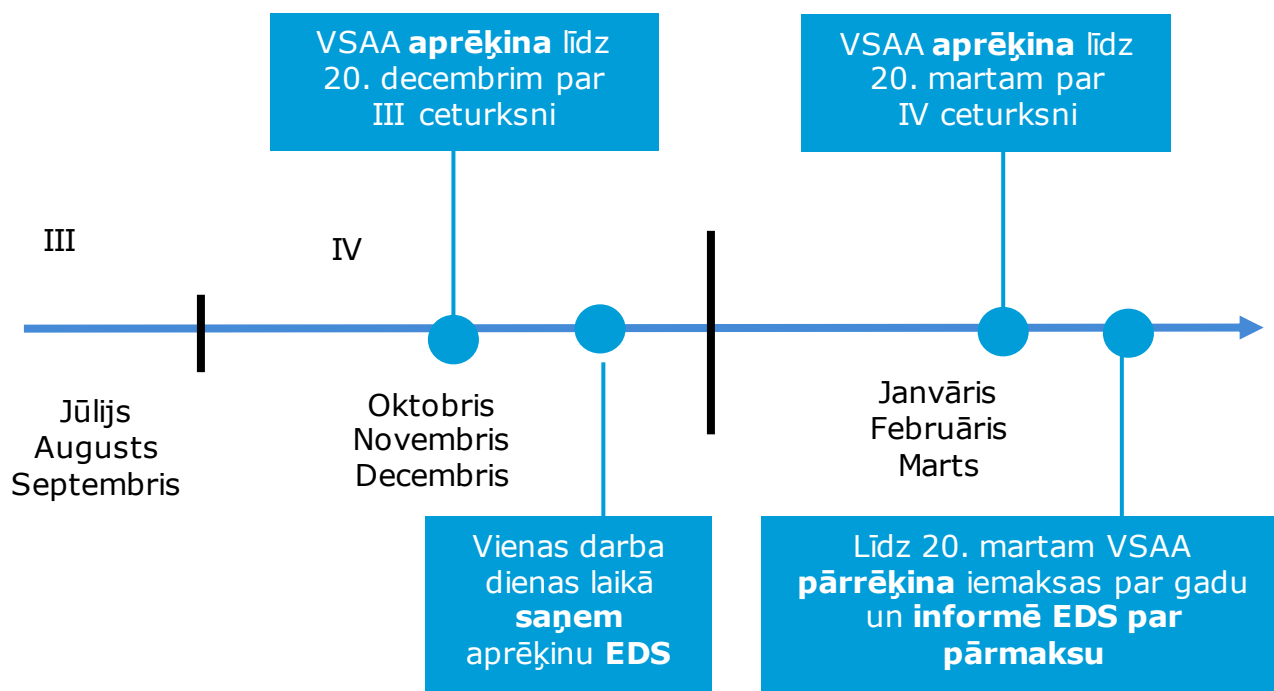 VSAA aprēķina līdz
20. decembrim par
III ceturksni
VSAA aprēķina līdz
20. martam par
IV ceturksni
III
IV
Jūlijs
Augusts
Septembris
Oktobris
Novembris
Decembris
Janvāris
Februāris
Marts
Vienas darba
dienas laikā
saņem
aprēķinu EDS
Līdz 20. martam VSAA
pārrēķina iemaksas par gadu
un informē EDS par
pārmaksu